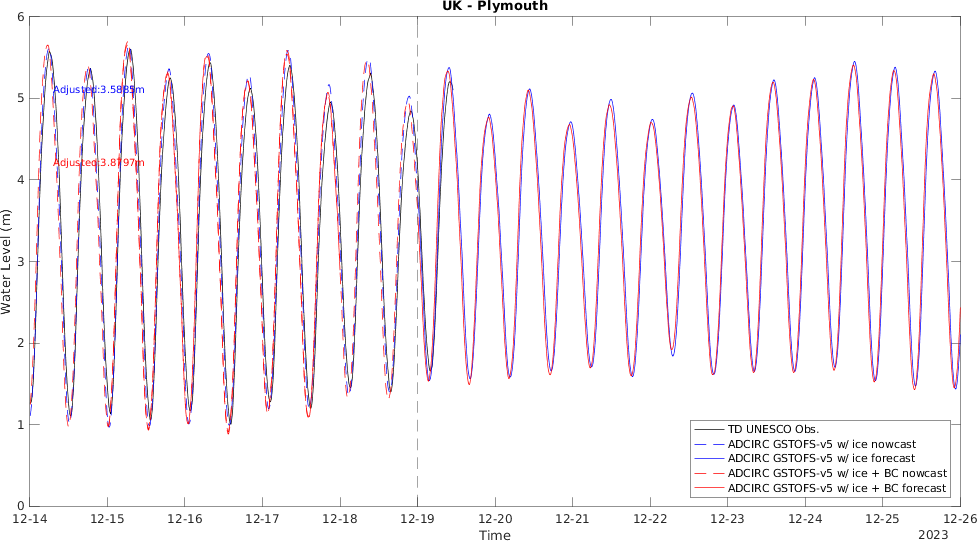 UK - Plymouth
6
5
4
3
2
1
0
Water Level (m)
Adjusted:3.5885m
Adjusted:3.8797m
TD UNESCO Obs.
ADCIRC GSTOFS-v5 w/ ice nowcast
ADCIRC GSTOFS-v5 w/ ice forecast
ADCIRC GSTOFS-v5 w/ ice + BC nowcast
ADCIRC GSTOFS-v5 w/ ice + BC forecast
12-14 12-15 12-16 12-17 12-18 12-19 12-20 12-21 12-22 12-23 12-24 12-25 12-26
Time
2023